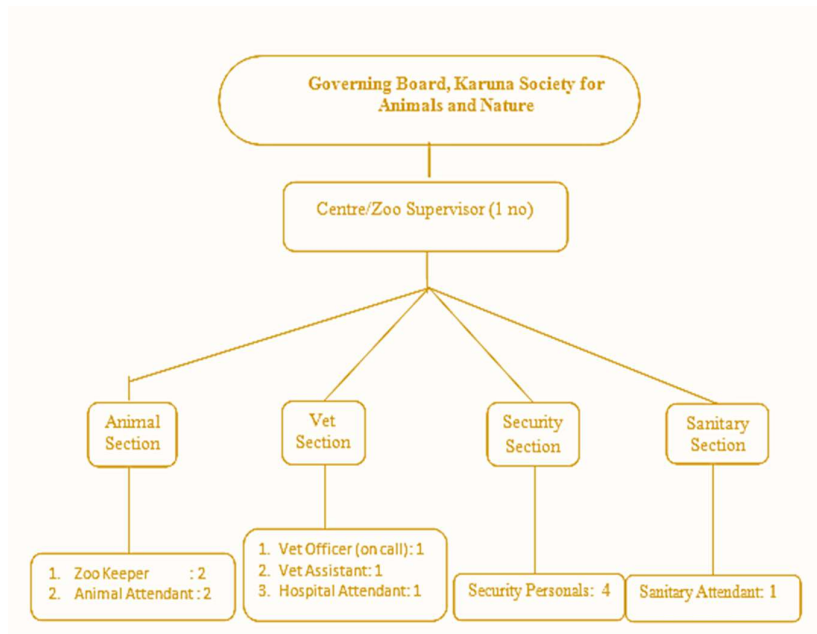 Governing Board, Karuna Society for
Animals and Nature
Centre/Zoo Supervisor (1 no)
Animal
Section
Vet
Section
Security
Section
Sanitary
Section
1. Zoo Keeper : 2
2. Animal Attendant : 2
1. Vet Officer (on call): 1
2. Vet Assistant: 1
3. Hospital Attendant: 1
Security Personals: 4
Sanitary Attendant: 1